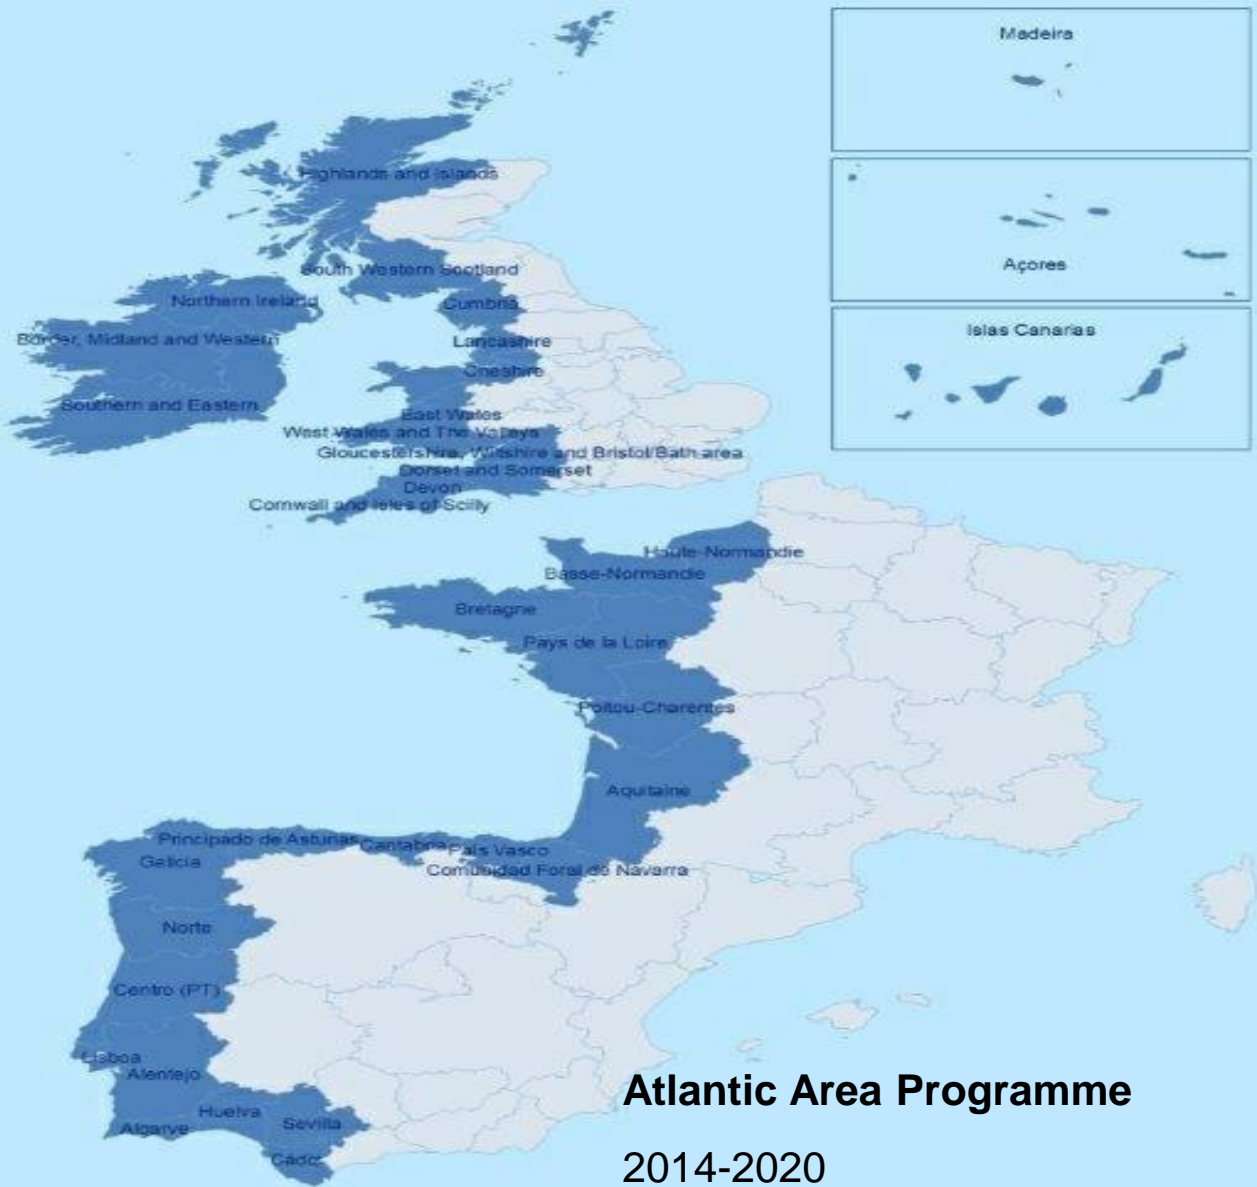 Madeira
Açores
Islas Canarias
Highlands and Islands
South Western Scotland
Northern Ireland
Cumbria
Border, Midland and Western
Lancashire
Cheshire
Southern and Eastern
East Wales
West Wales and The Valleys
Gloucestershire, Wiltshire and Bristol/Bath area
Dorset and Somerset
Devon
Cornwall and Isles of Scilly
Haute-Normandie
Basse-Normandie
Bretagne
Pays de la Loire
Poitou-Charentes
Aquitaine
Principado de Asturias
Cantabria
País Vasco
Galicia
Comunidad Foral de Navarra
Norte
Centro (PT)
Lisboa
Alentejo
Huelva
Sevilla
Algarve
Cádiz
Atlantic Area Programme
2014-2020